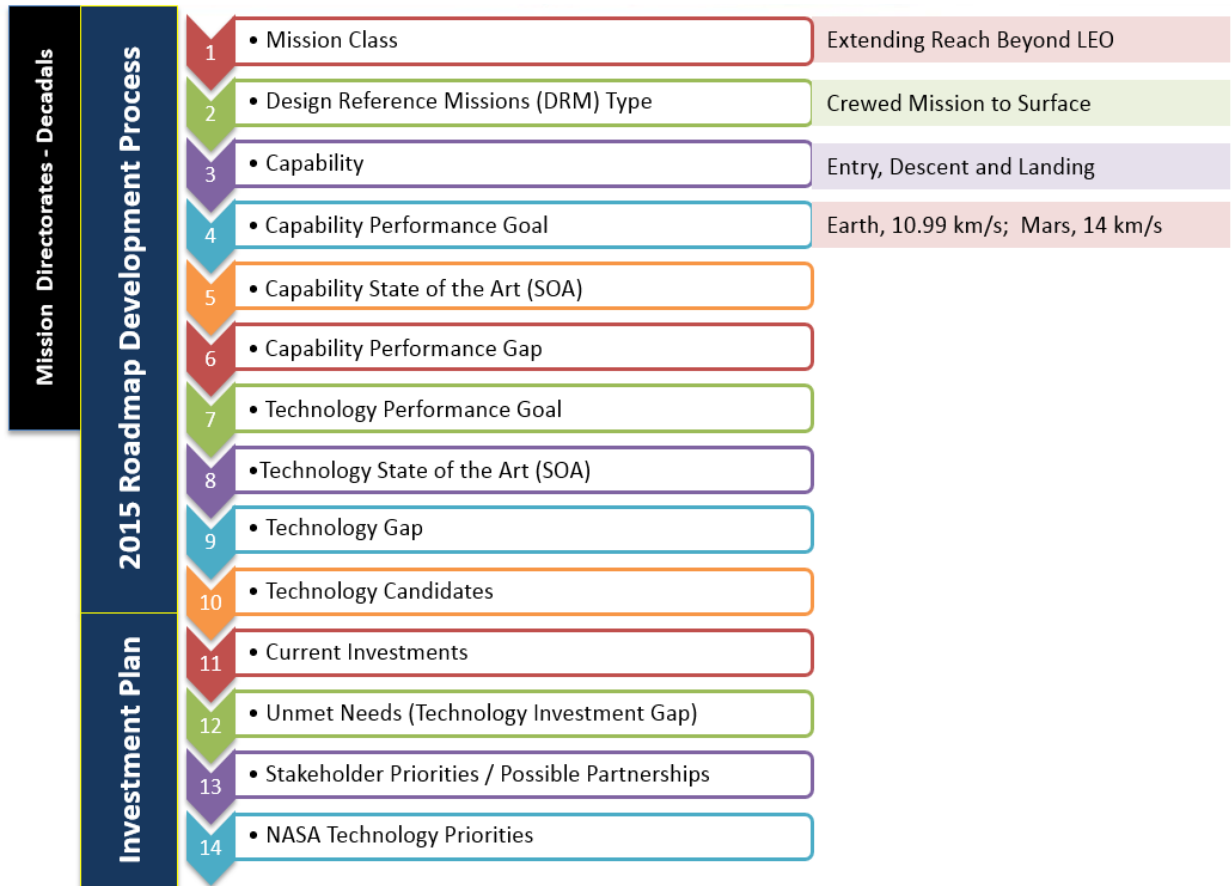 Mission Directorates - Decadals
2015 Roadmap Development Process
Investment Plan
1 • Mission Class Extending Reach Beyond LEO
2 • Design Reference Missions (DRM) Type Crewed Mission to Surface
3 • Capability Entry, Descent and Landing
4 • Capability Performance Goal Earth, 10.99 km/s; Mars, 14 km/s
5 • Capability State of the Art (SOA)
6 • Capability Performance Gap
7 • Technology Performance Goal
8 •Technology State of the Art (SOA)
9 • Technology Gap
10 • Technology Candidates
11 • Current Investments
12 • Unmet Needs (Technology Investment Gap)
13 • Stakeholder Priorities / Possible Partnerships
14 • NASA Technology Priorities